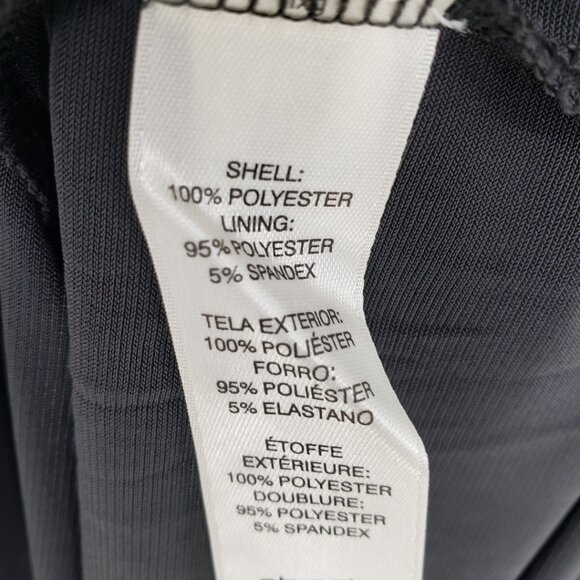 SHELL:
100% POLYESTER
LINING:
95% POLYESTER
5% SPANDEX
TELA EXTERIOR:
100% POLIÉSTER
FORRO:
95% POLIÉSTER
5% ELASTANO
ÉTOFFE
EXTÉRIEURE:
100% POLYESTER
DOUBLURE:
95% POLYESTER
5% SPANDEX